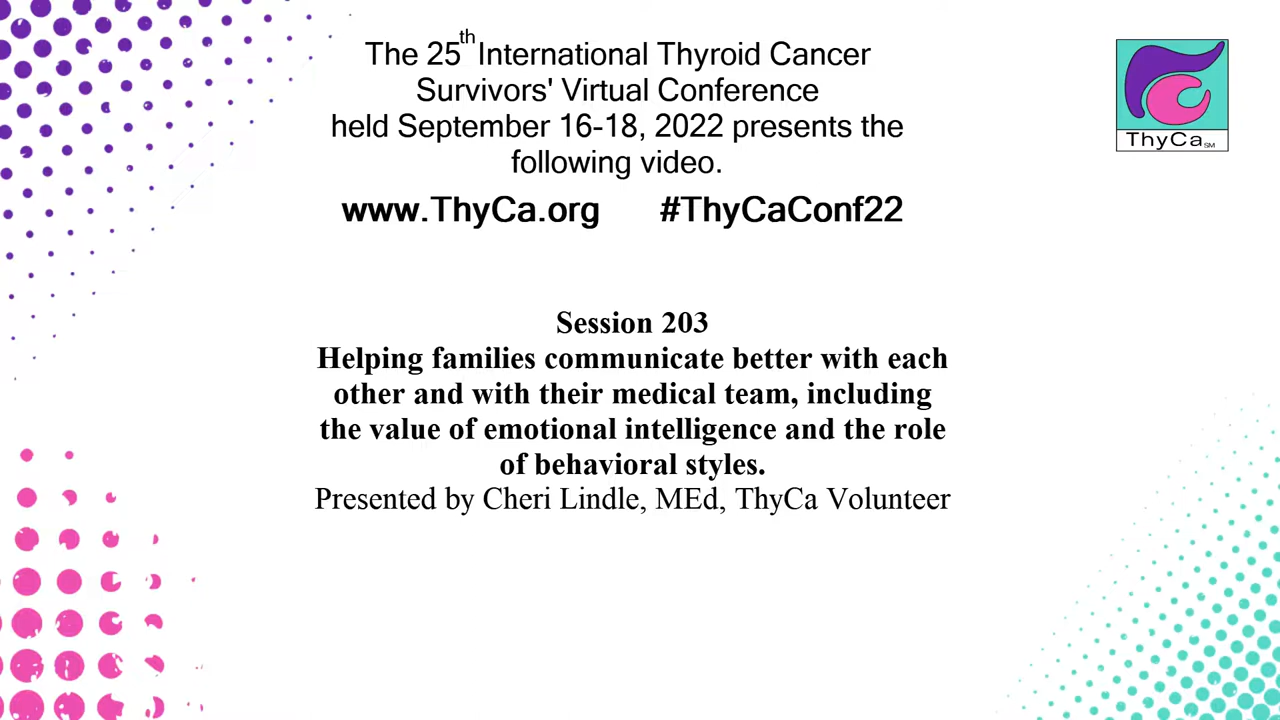 The 25th International Thyroid Cancer
Survivors' Virtual Conference
held September 16-18, 2022 presents the
following video.
www.ThyCa.org #ThyCaConf22
ThyCa SM
Session 203
Helping families communicate better with each
other and with their medical team, including
the value of emotional intelligence and the role
of behavioral styles.
Presented by Cheri Lindle, MEd, ThyCa Volunteer